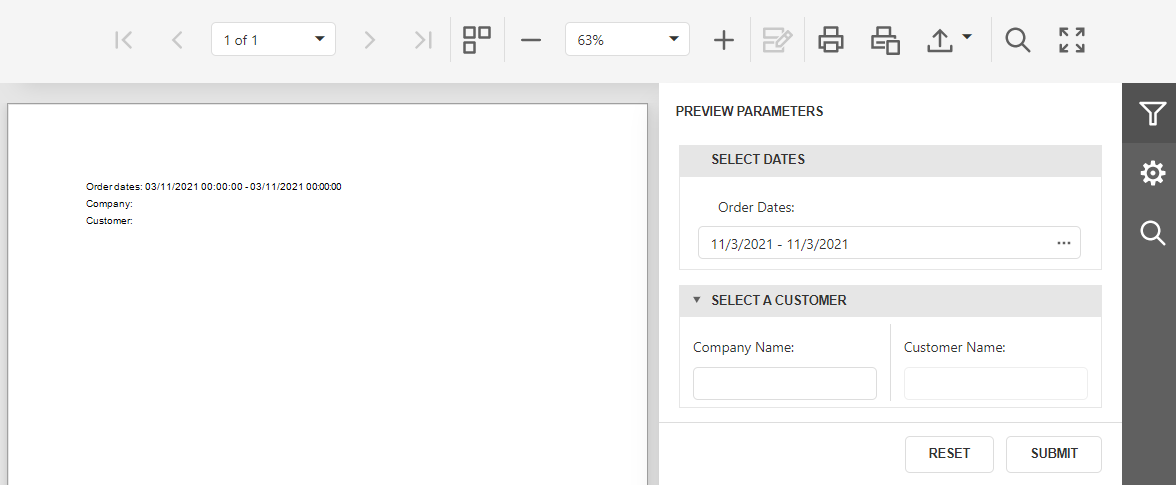 1 of 1
63%
Order dates: 03/11/2021 00:00:00 - 03/11/2021 00:00:00
Company:
Customer:
PREVIEW PARAMETERS
SELECT DATES
Order Dates:
11/3/2021 - 11/3/2021
SELECT A CUSTOMER
Company Name:
Customer Name:
RESET
SUBMIT